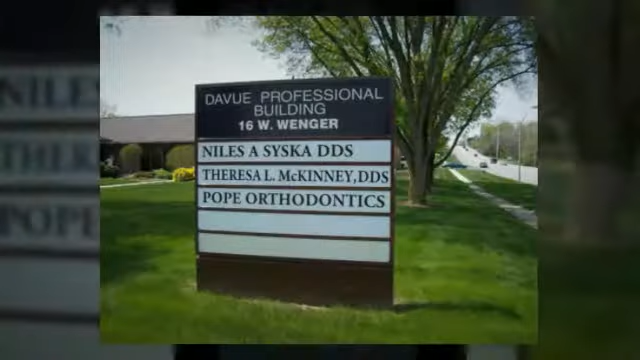 DAVUE PROFESSIONAL
BUILDING
16 W. WENGER
NILES A SYSKA DDS
THERESA L. McKINNEY,DDS
POPE ORTHODONTICS